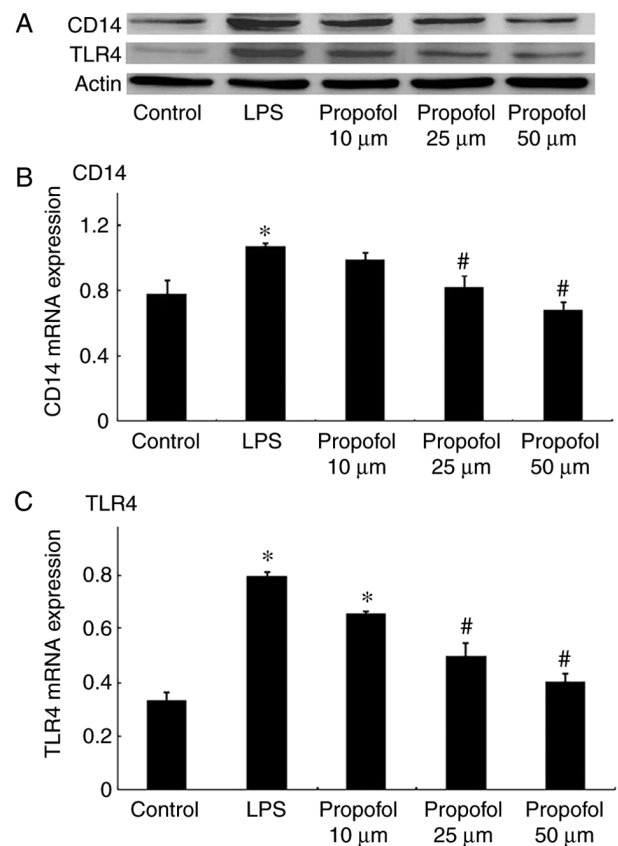 A
CD14
TLR4
Actin
Control LPS Propofol Propofol Propofol
10 μm 25 μm 50 μm
B CD14
CD14 mRNA expression
1.2
0.8
0.4
0
*
#
#
Control LPS Propofol Propofol Propofol
10 μm 25 μm 50 μm
C TLR4
TLR4 mRNA expression
0.8
0.6
0.4
0.2
0
*
*
#
#
Control LPS Propofol Propofol Propofol
10 μm 25 μm 50 μm